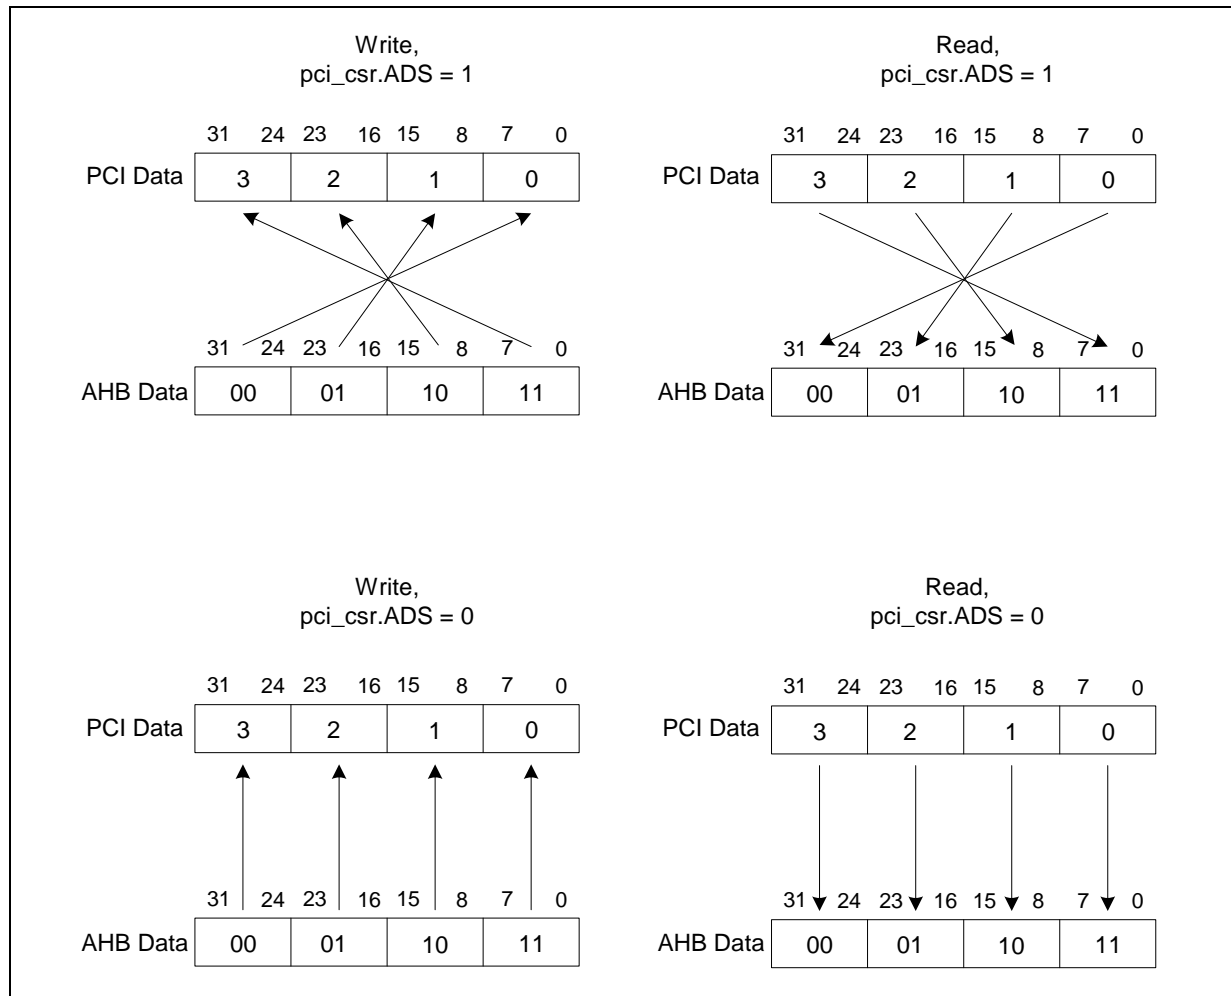 Write,
pci_csr.ADS = 1
31 24 23 16 15 8 7 0
PCI Data 3 2 1 0
31 24 23 16 15 8 7 0
AHB Data 00 01 10 11
Read,
pci_csr.ADS = 1
31 24 23 16 15 8 7 0
PCI Data 3 2 1 0
31 24 23 16 15 8 7 0
AHB Data 00 01 10 11
Write,
pci_csr.ADS = 0
31 24 23 16 15 8 7 0
PCI Data 3 2 1 0
31 24 23 16 15 8 7 0
AHB Data 00 01 10 11
Read,
pci_csr.ADS = 0
31 24 23 16 15 8 7 0
PCI Data 3 2 1 0
31 24 23 16 15 8 7 0
AHB Data 00 01 10 11